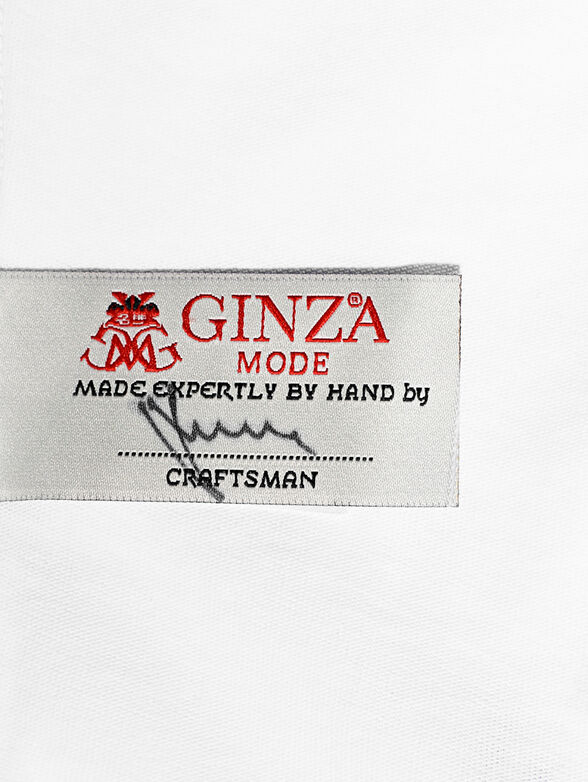 GINZA®
MODE
MADE EXPERTLY BY HAND by
CRAFTSMAN